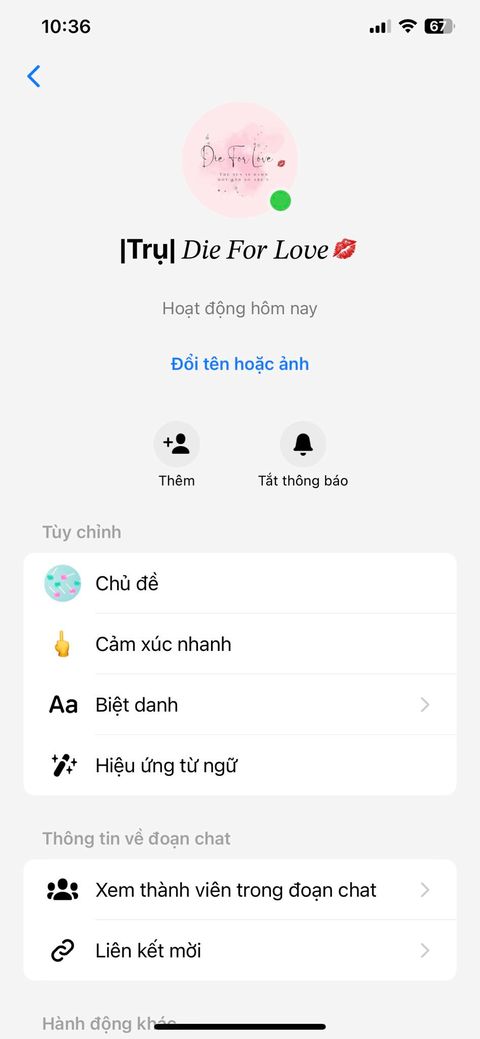 10:36
67
Die For Love
|Trụ| Die For Love💋
Hoạt động hôm nay
Đổi tên hoặc ảnh
Thêm
Tắt thông báo
Tùy chỉnh
Chủ đề
Cảm xúc nhanh
Aa Biệt danh
Hiệu ứng từ ngữ
Thông tin về đoạn chat
Xem thành viên trong đoạn chat
Liên kết mời
Hành động khác